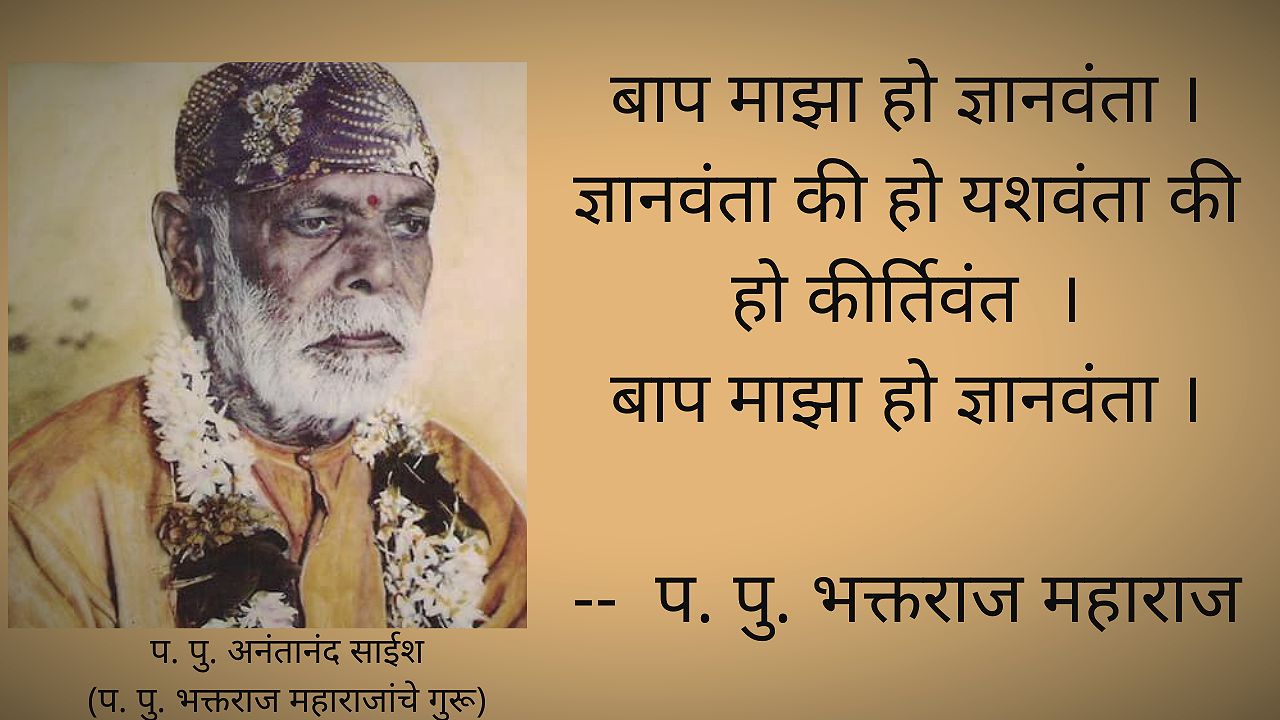 बाप माझा हो ज्ञानवंता ।
ज्ञानवंता की हो यशवंता की
हो कीर्तिवंत ।
बाप माझा हो ज्ञानवंता ।
-- प. पु. भक्तराज महाराज
प. पु. अनंतानंद साईश
(प. पु. भक्तराज महाराजांचे गुरू)